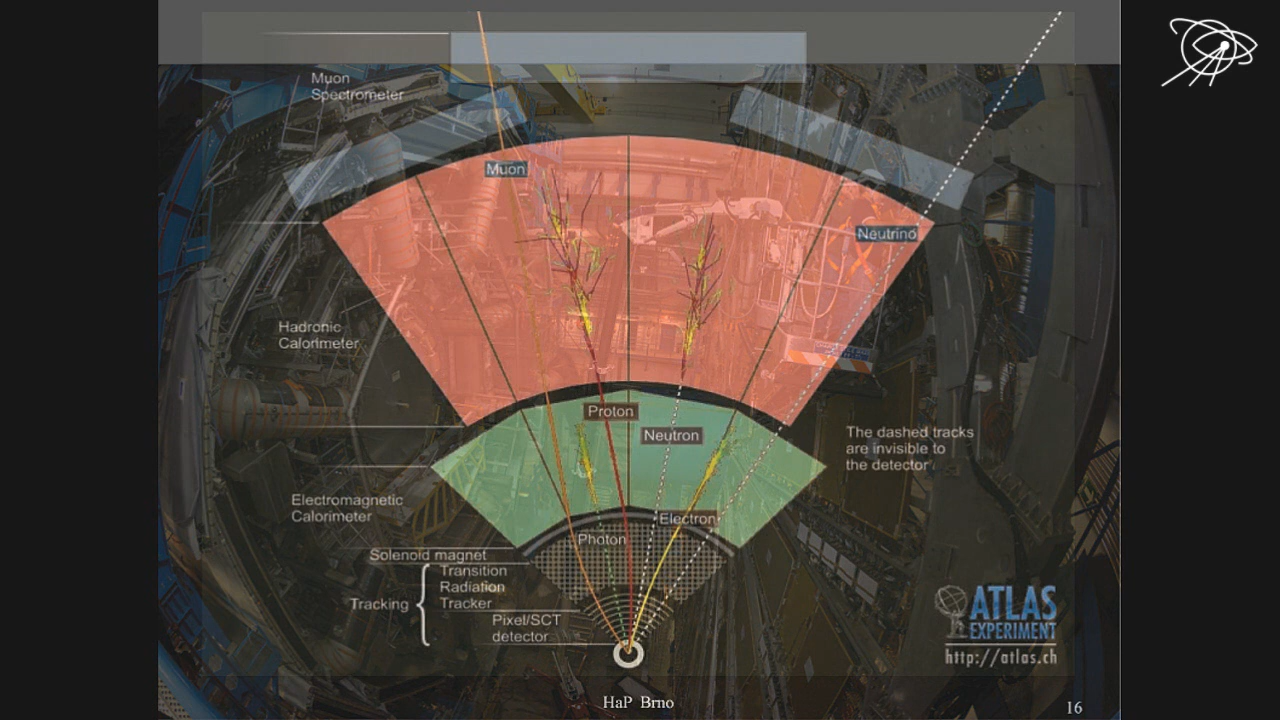 Muon
Spectrometer
Muon
Neutrino
Hadronic
Calorimeter
Proton
Neutron
The dashed tracks
are invisible to
the detector
Electromagnetic
Calorimeter
Electron
Photon
Solenoid magnet
Transition
Radiation
Tracker
Tracking
Pixel/SCT
detector
ATLAS
EXPERIMENT
http://atlas.ch
HaP Brno
16